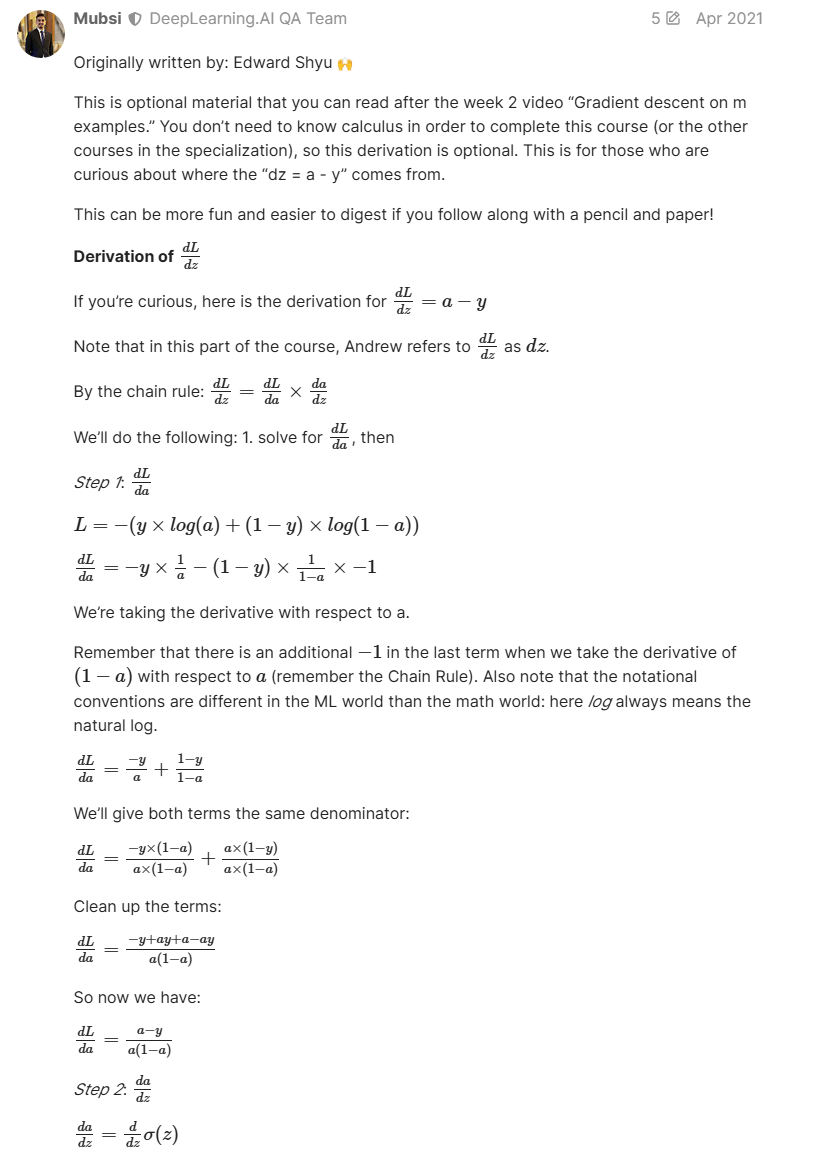 Mubsi DeepLearning.AI QA Team 5 Apr 2021
Originally written by: Edward Shyu 🙌
This is optional material that you can read after the week 2 video “Gradient descent on m
examples.” You don’t need to know calculus in order to complete this course (or the other
courses in the specialization), so this derivation is optional. This is for those who are
curious about where the “dz = a - y” comes from.
This can be more fun and easier to digest if you follow along with a pencil and paper!
Derivation of $\frac{dL}{dz}$
If you’re curious, here is the derivation for $\frac{dL}{dz} = a - y$
Note that in this part of the course, Andrew refers to $\frac{dL}{dz}$ as $dz$.
By the chain rule: $\frac{dL}{dz} = \frac{dL}{da} \times \frac{da}{dz}$
We’ll do the following: 1. solve for $\frac{dL}{da}$, then
Step 1: $\frac{dL}{da}$
$L = -(y \times log(a) + (1 - y) \times log(1 - a))$
$\frac{dL}{da} = -y \times \frac{1}{a} - (1 - y) \times \frac{1}{1-a} \times -1$
We’re taking the derivative with respect to a.
Remember that there is an additional $-1$ in the last term when we take the derivative of
$(1 - a)$ with respect to $a$ (remember the Chain Rule). Also note that the notational
conventions are different in the ML world than the math world: here log always means the
natural log.
$\frac{dL}{da} = \frac{-y}{a} + \frac{1-y}{1-a}$
We’ll give both terms the same denominator:
$\frac{dL}{da} = \frac{-y \times (1-a)}{a \times (1-a)} + \frac{a \times (1-y)}{a \times (1-a)}$
Clean up the terms:
$\frac{dL}{da} = \frac{-y+ay+a-ay}{a(1-a)}$
So now we have:
$\frac{dL}{da} = \frac{a-y}{a(1-a)}$
Step 2: $\frac{da}{dz}$
$\frac{da}{dz} = \frac{d}{dz}\sigma(z)$